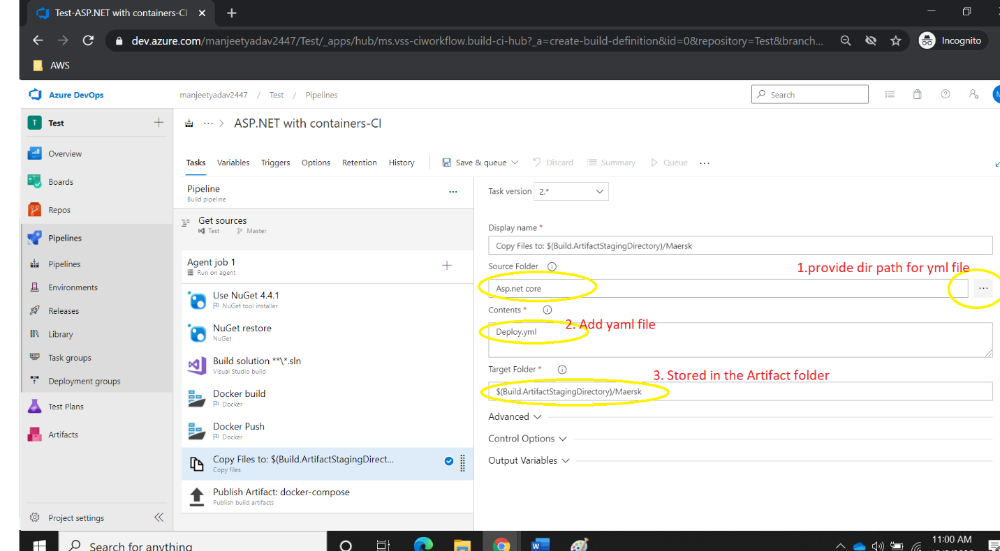 Test-ASP.NET with containers-CI
dev.azure.com/manjeetyadav2447/Test/_apps/hub/ms.vss-ciworkflow.build-ci-hub?_a=create-build-definition&id=0&repository=Test&branch...
Incognito
AWS
Azure DevOps
manjeetyadav2447 / Test / Pipelines
Search
T Test
ASP.NET with containers-CI
Overview
Boards
Repos
Pipelines
Pipelines
Environments
Releases
Library
Task groups
Deployment groups
Test Plans
Artifacts
Project settings
Tasks Variables Triggers Options Retention History Save & queue Discard Summary Queue ...
Pipeline
Build pipeline
Get sources
Test Master
Agent job 1
Run on agent
Use NuGet 4.4.1
NuGet tool installer
NuGet restore
NuGet
Build solution **\*.sln
Visual Studio build
Docker build
Docker
Docker Push
Docker
Copy Files to: $(Build.ArtifactStagingDirect...
Copy files
Publish Artifact: docker-compose
Publish build artifacts
Task version 2.*
Display name *
Copy Files to: $(Build.ArtifactStagingDirectory)/Maersk
Source Folder
1.provide dir path for yml file
Asp.net core
Contents *
2. Add yaml file
Deploy.yml
Target Folder *
3. Stored in the Artifact folder
$(Build.ArtifactStagingDirectory)/Maersk
Advanced
Control Options
Output Variables
Search for anything
11:00 AM